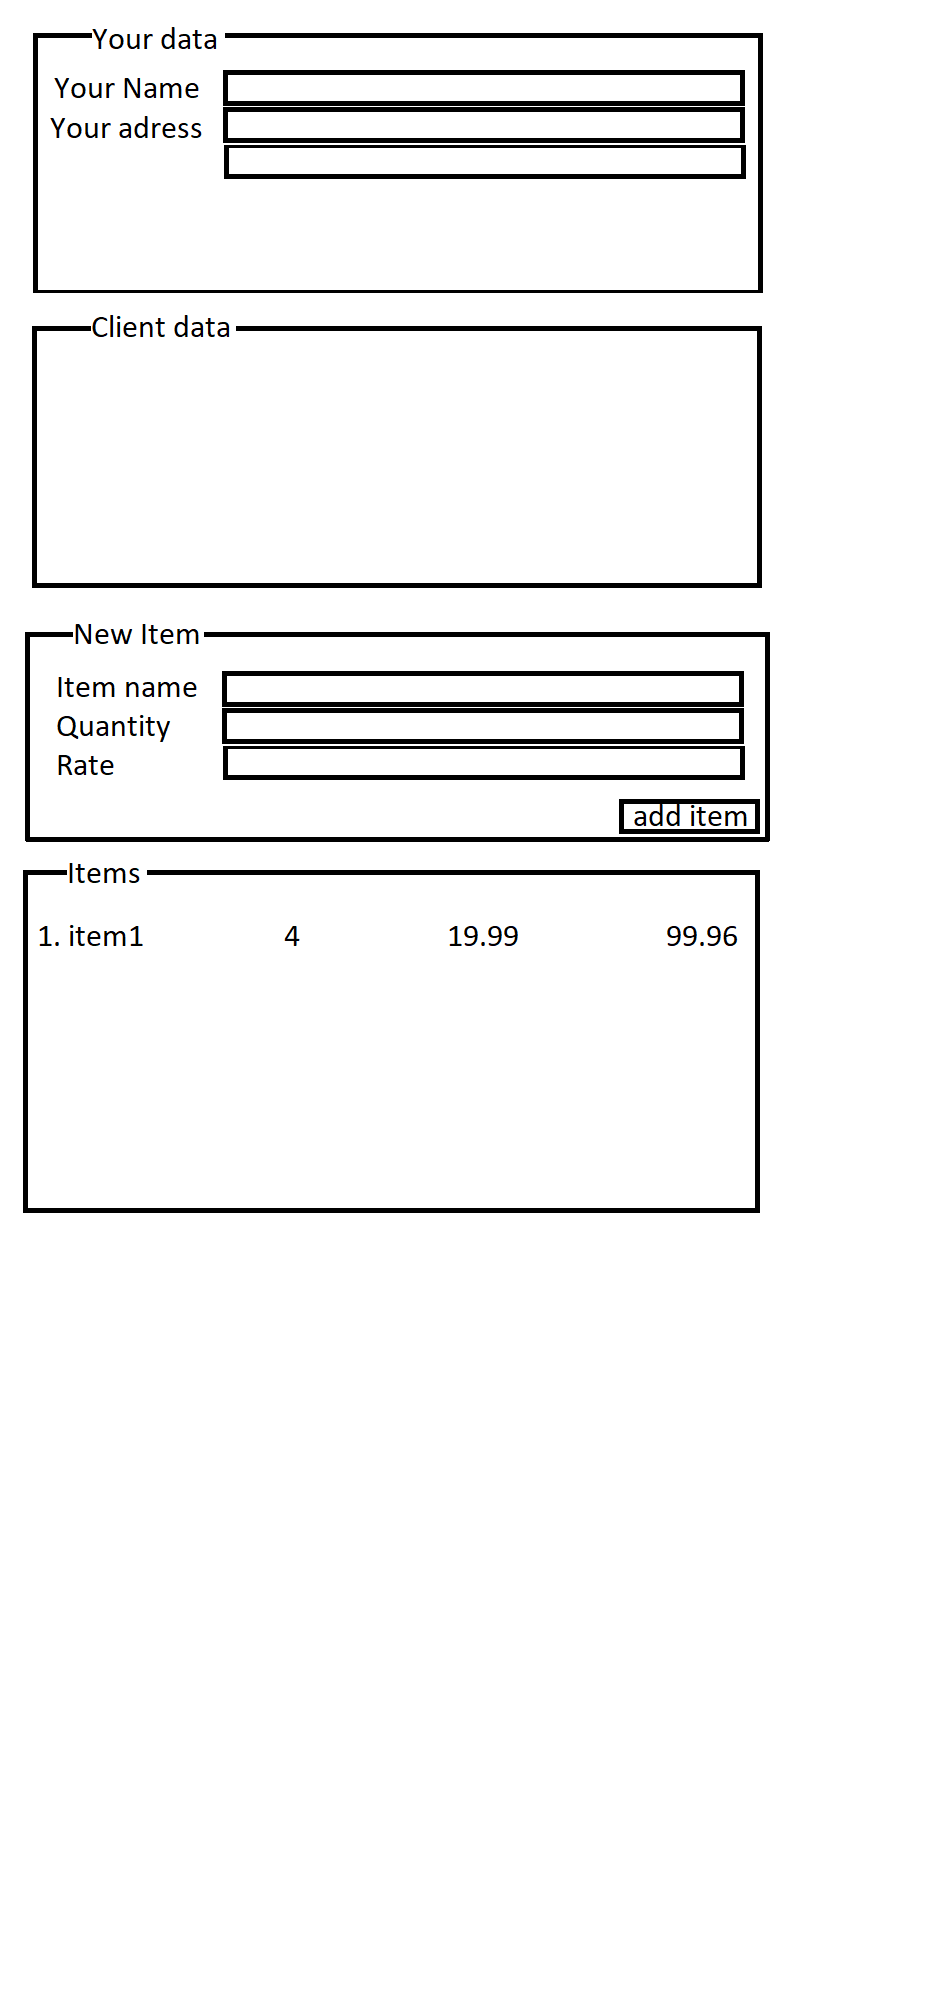 Your data
Your Name
Your adress
Client data
New Item
Item name
Quantity
Rate
add item
Items
1. item1 4 19.99 99.96